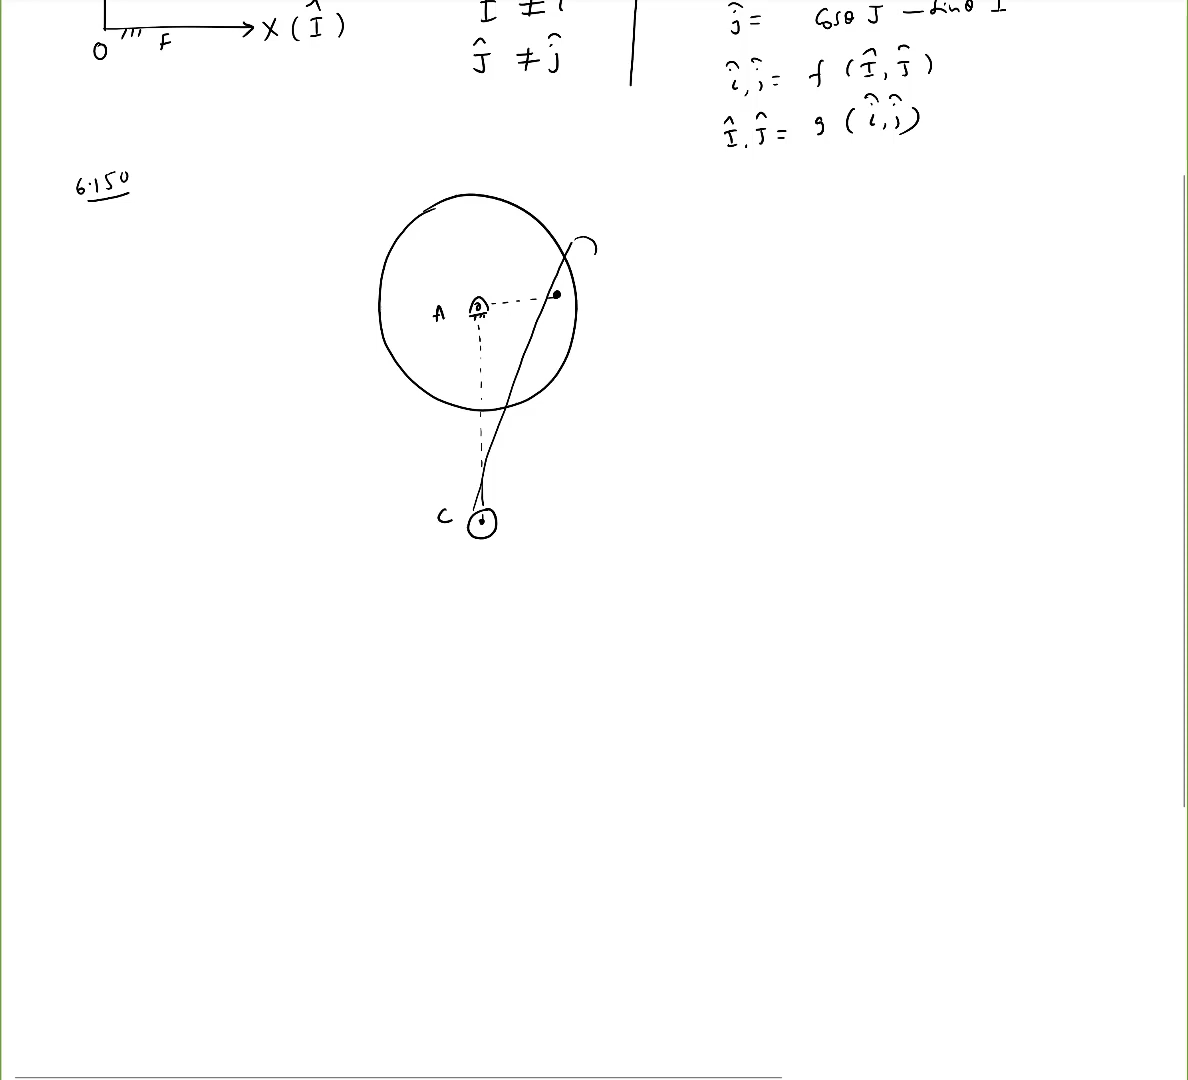 O F X (Î)
I ≠ i
Ĵ ≠ ĵ
ĵ = Cosθ J − sinθ I
î, ĵ = f (Î, Ĵ)
Î, Ĵ = g (î, ĵ)
6.150
A
C